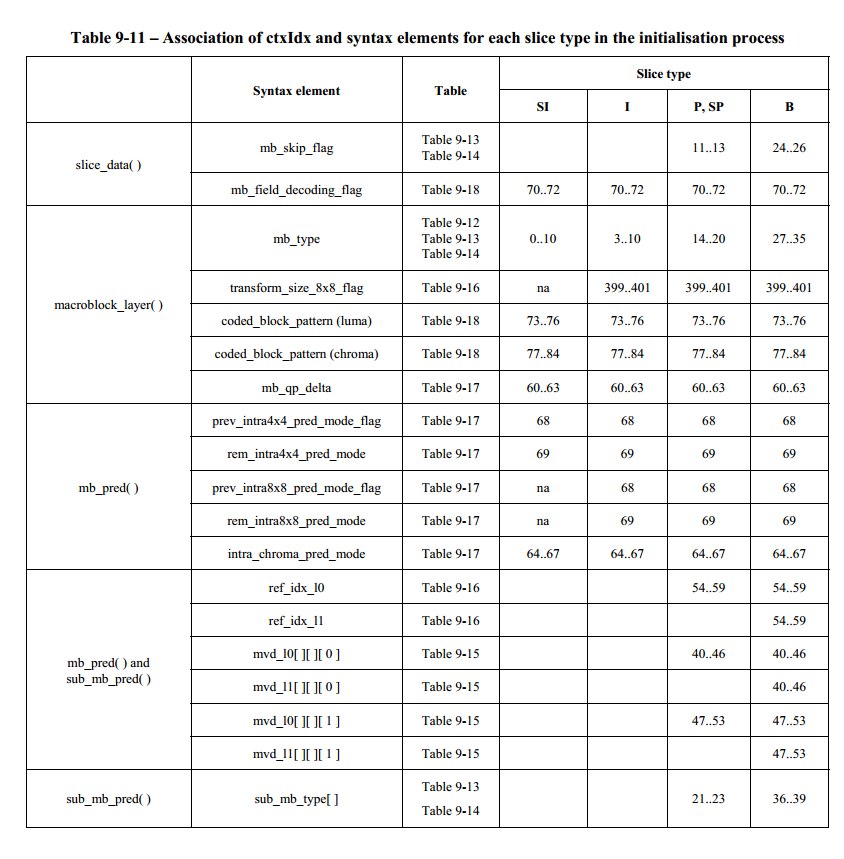 Table 9-11 – Association of ctxIdx and syntax elements for each slice type in the initialisation process
Syntax element Table Slice type
SI I P, SP B
slice_data( ) mb_skip_flag Table 9-13 Table 9-14 11..13 24..26
mb_field_decoding_flag Table 9-18 70..72 70..72 70..72 70..72
macroblock_layer( ) mb_type Table 9-12 Table 9-13 Table 9-14 0..10 3..10 14..20 27..35
transform_size_8x8_flag Table 9-16 na 399..401 399..401 399..401
coded_block_pattern (luma) Table 9-18 73..76 73..76 73..76 73..76
coded_block_pattern (chroma) Table 9-18 77..84 77..84 77..84 77..84
mb_qp_delta Table 9-17 60..63 60..63 60..63 60..63
mb_pred( ) prev_intra4x4_pred_mode_flag Table 9-17 68 68 68 68
rem_intra4x4_pred_mode Table 9-17 69 69 69 69
prev_intra8x8_pred_mode_flag Table 9-17 na 68 68 68
rem_intra8x8_pred_mode Table 9-17 na 69 69 69
intra_chroma_pred_mode Table 9-17 64..67 64..67 64..67 64..67
mb_pred( ) and sub_mb_pred( ) ref_idx_l0 Table 9-16 54..59 54..59
ref_idx_l1 Table 9-16 54..59
mvd_l0[ ][ ][ 0 ] Table 9-15 40..46 40..46
mvd_l1[ ][ ][ 0 ] Table 9-15 40..46
mvd_l0[ ][ ][ 1 ] Table 9-15 47..53 47..53
mvd_l1[ ][ ][ 1 ] Table 9-15 47..53
sub_mb_pred( ) sub_mb_type[ ] Table 9-13 Table 9-14 21..23 36..39